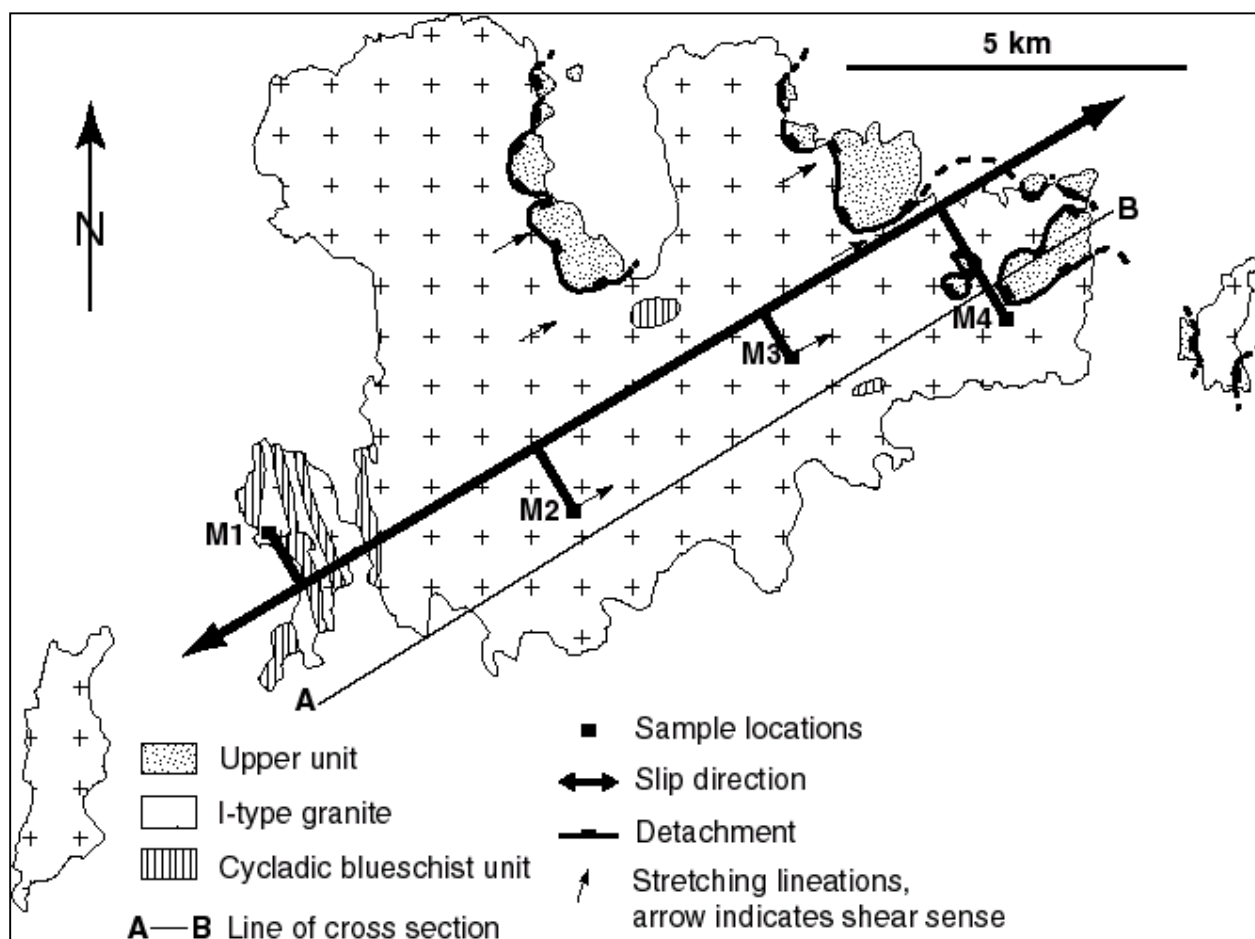 5 km
N
B
M4
M3
M2
M1
A
Upper unit
I-type granite
Cycladic blueschist unit
A—B Line of cross section
Sample locations
Slip direction
Detachment
Stretching lineations,
arrow indicates shear sense